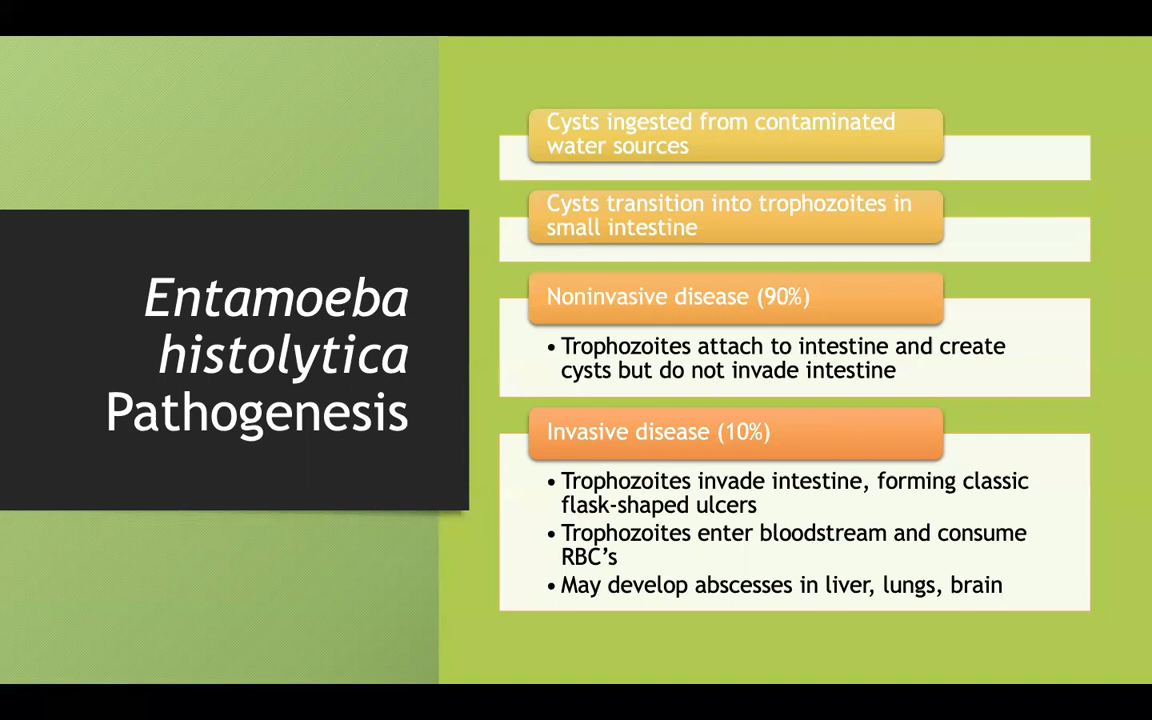 Entamoeba
histolytica
Pathogenesis
Cysts ingested from contaminated
water sources
Cysts transition into trophozoites in
small intestine
Noninvasive disease (90%)
• Trophozoites attach to intestine and create
cysts but do not invade intestine
Invasive disease (10%)
• Trophozoites invade intestine, forming classic
flask-shaped ulcers
• Trophozoites enter bloodstream and consume
RBC’s
• May develop abscesses in liver, lungs, brain